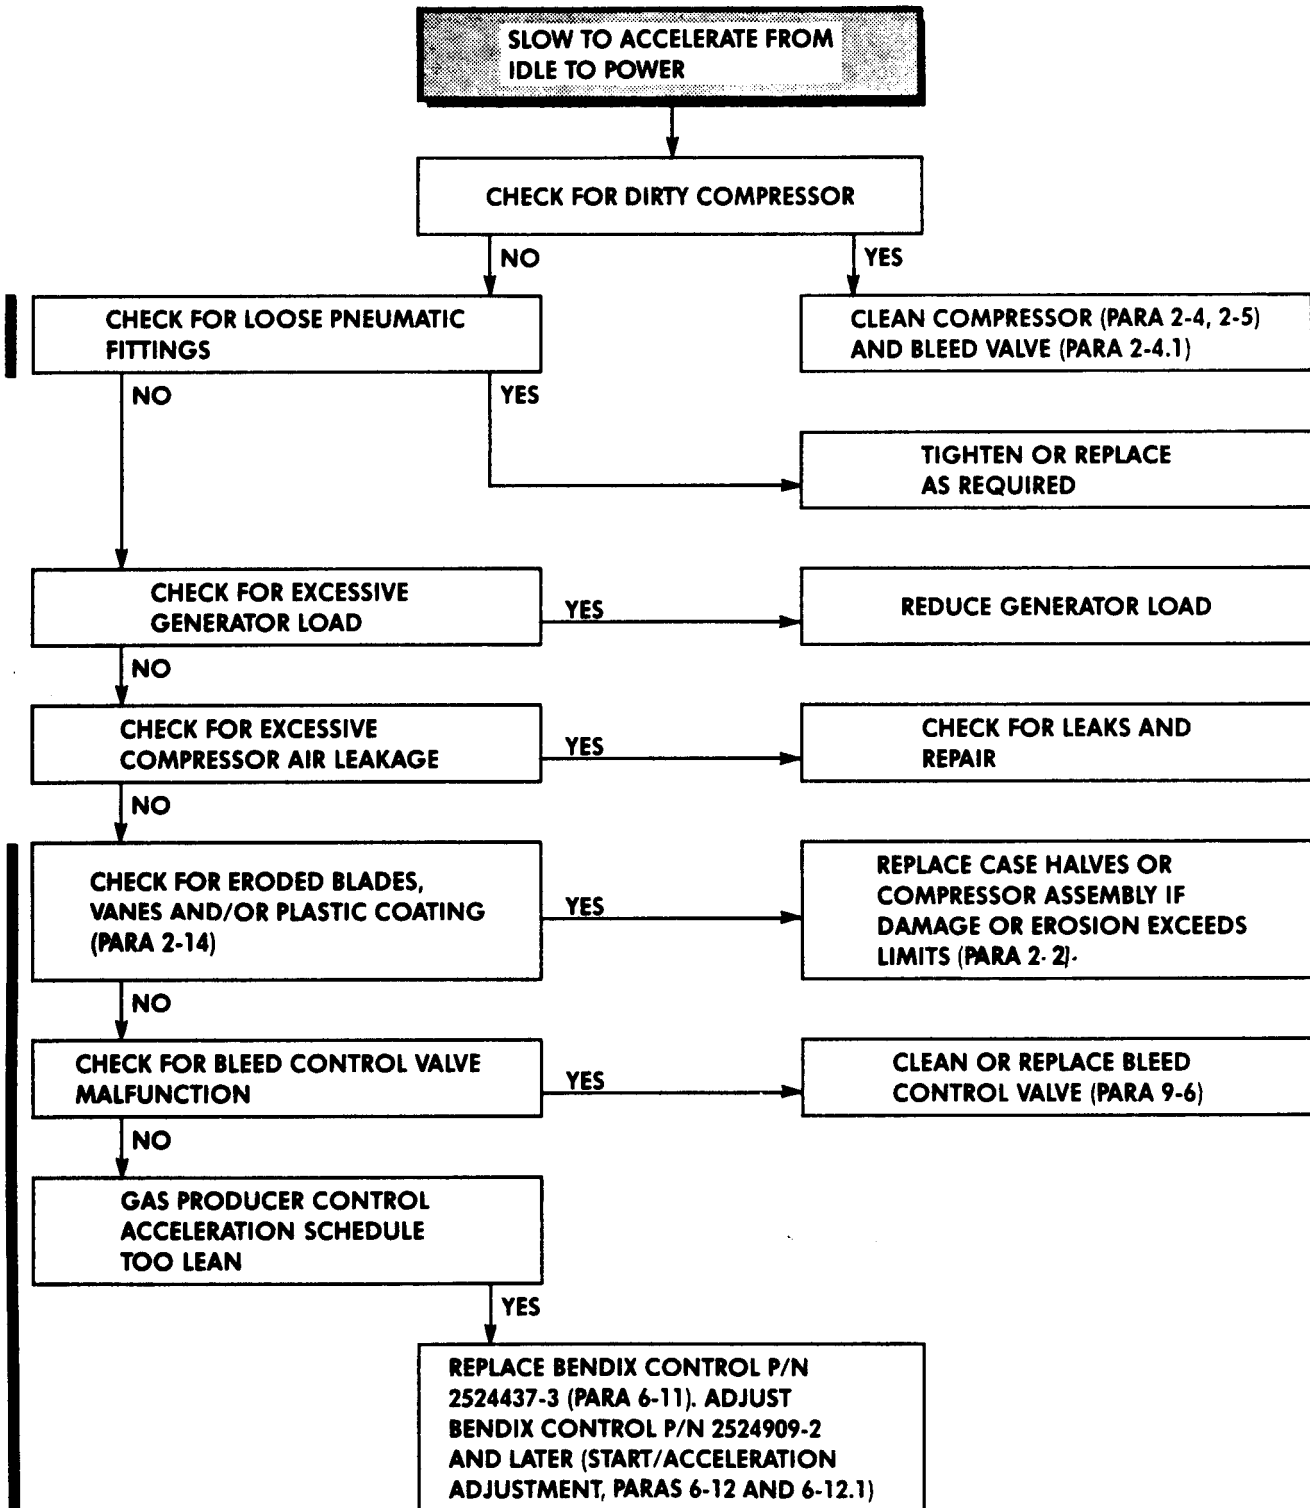 SLOW TO ACCELERATE FROM
IDLE TO POWER
CHECK FOR DIRTY COMPRESSOR
NO
YES
CHECK FOR LOOSE PNEUMATIC
FITTINGS
CLEAN COMPRESSOR (PARA 2-4, 2-5)
AND BLEED VALVE (PARA 2-4.1)
NO
YES
TIGHTEN OR REPLACE
AS REQUIRED
CHECK FOR EXCESSIVE
GENERATOR LOAD
YES
REDUCE GENERATOR LOAD
NO
CHECK FOR EXCESSIVE
COMPRESSOR AIR LEAKAGE
YES
CHECK FOR LEAKS AND
REPAIR
NO
CHECK FOR ERODED BLADES,
VANES AND/OR PLASTIC COATING
(PARA 2-14)
YES
REPLACE CASE HALVES OR
COMPRESSOR ASSEMBLY IF
DAMAGE OR EROSION EXCEEDS
LIMITS (PARA 2-2).
NO
CHECK FOR BLEED CONTROL VALVE
MALFUNCTION
YES
CLEAN OR REPLACE BLEED
CONTROL VALVE (PARA 9-6)
NO
GAS PRODUCER CONTROL
ACCELERATION SCHEDULE
TOO LEAN
YES
REPLACE BENDIX CONTROL P/N
2524437-3 (PARA 6-11). ADJUST
BENDIX CONTROL P/N 2524909-2
AND LATER (START/ACCELERATION
ADJUSTMENT, PARAS 6-12 AND 6-12.1)